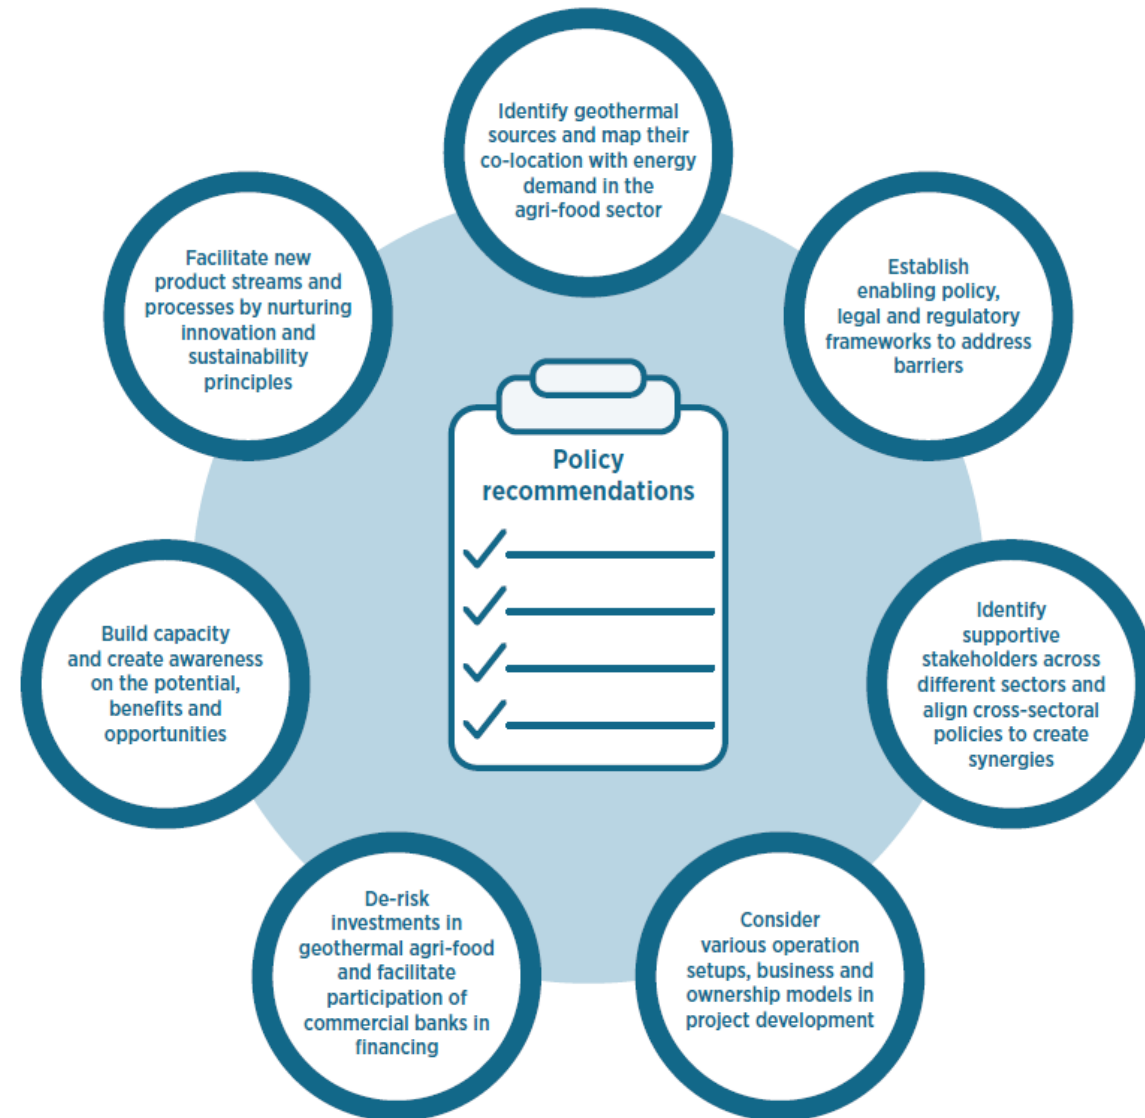 Identify geothermal
sources and map their
co-location with energy
demand in the
agri-food sector
Establish
enabling policy,
legal and regulatory
frameworks to address
barriers
Identify
supportive
stakeholders across
different sectors and
align cross-sectoral
policies to create
synergies
Consider
various operation
setups, business and
ownership models in
project development
De-risk
investments in
geothermal agri-food
and facilitate
participation of
commercial banks in
financing
Build capacity
and create awareness
on the potential,
benefits and
opportunities
Facilitate new
product streams and
processes by nurturing
innovation and
sustainability
principles
Policy
recommendations